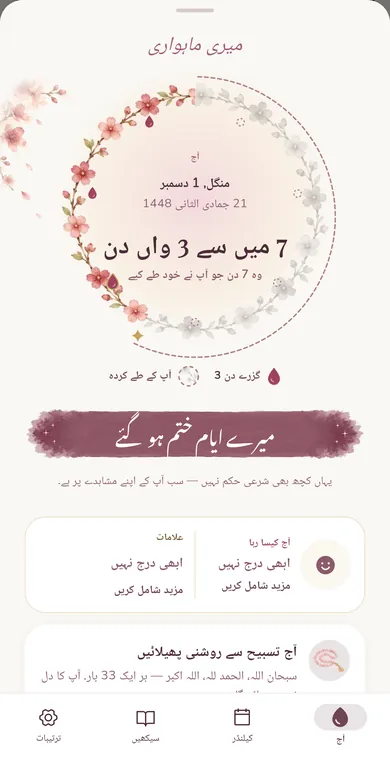 میری ماہواری
آج
منگل, 1 دسمبر
21 جمادی الثانی 1448
7 میں سے 3 واں دن
وہ 7 دن جو آپ نے خود طے کیے
گزرے دن 3
آپ کے طے کردہ
میرے ایام ختم ہو گئے
یہاں کچھ بھی شرعی حکم نہیں — سب آپ کے اپنے مشاہدے پر ہے۔
آج کیسا رہا
ابھی درج نہیں
مزید شامل کریں
علامات
ابھی درج نہیں
مزید شامل کریں
آج تسبیح سے روشنی پھیلائیں
سبحان اللہ، الحمد للہ، اللہ اکبر — ہر ایک 33 بار۔ آپ کا دل
آج
کیلنڈر
سیکھیں
ترتیبات